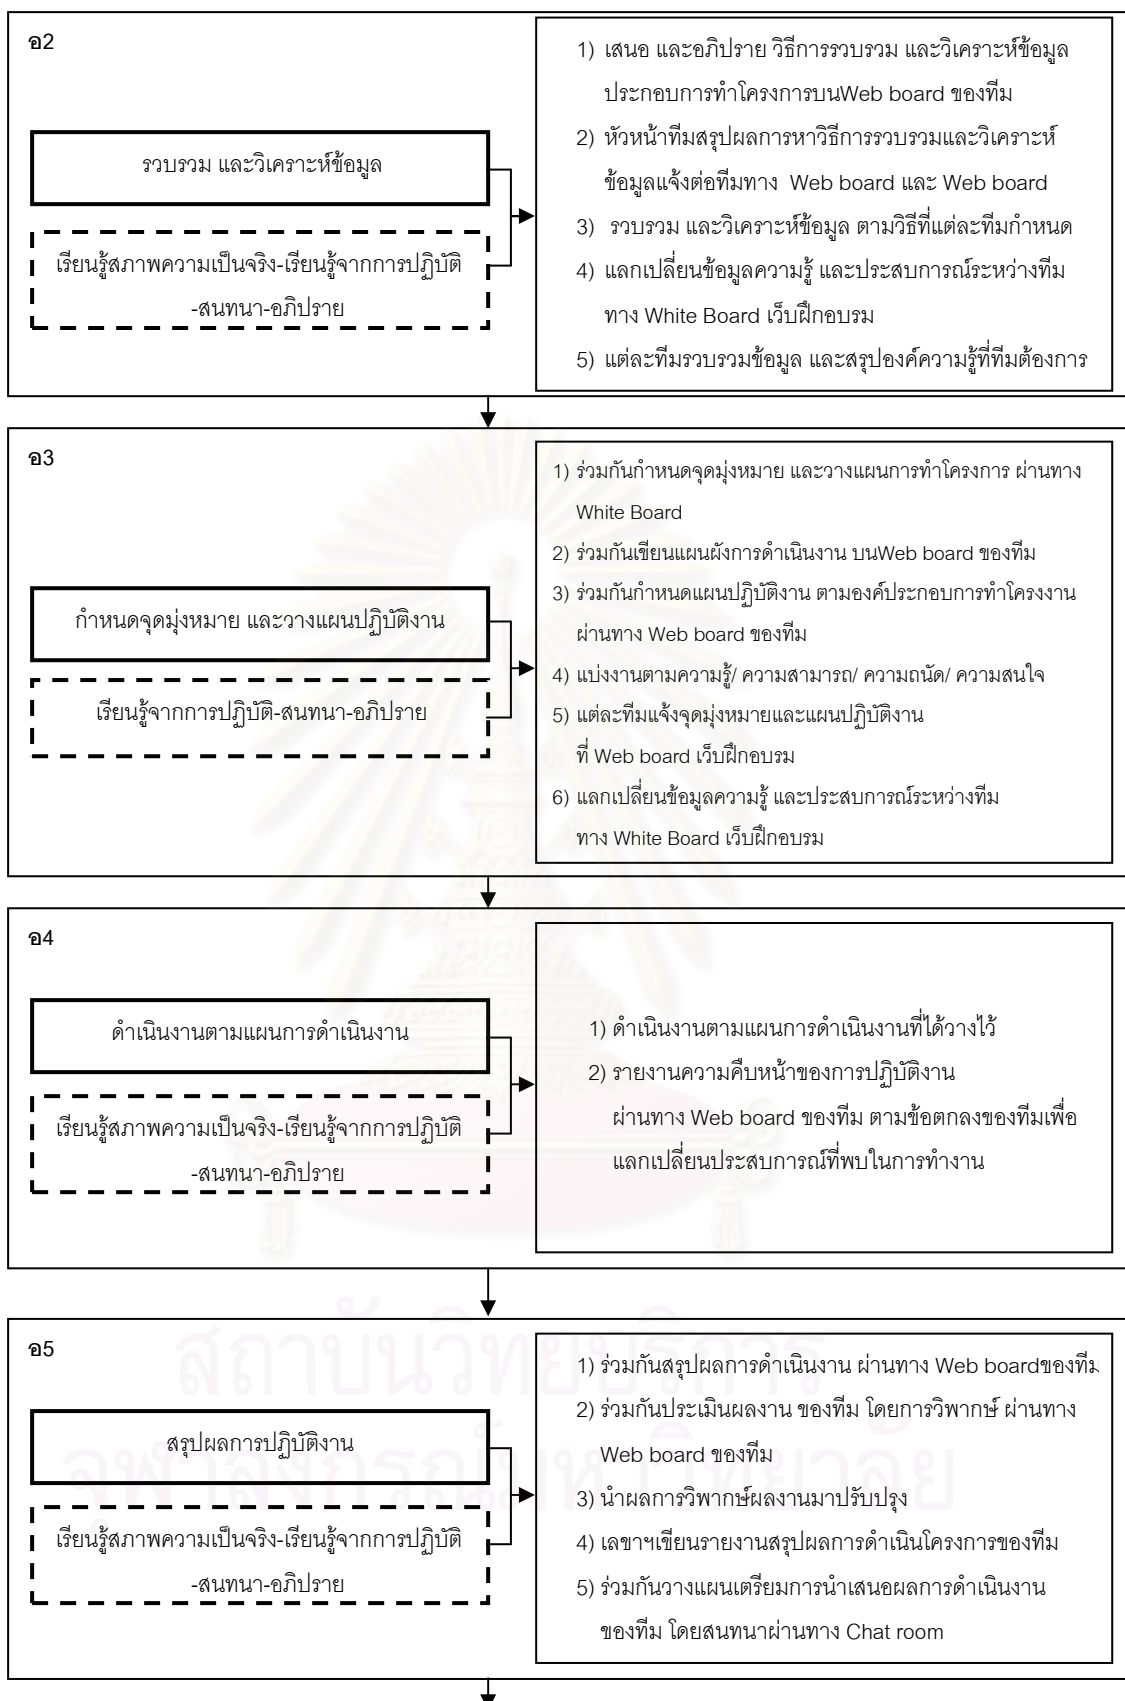 อ2
รวบรวม และวิเคราะห์ข้อมูล
เรียนรู้สภาพความเป็นจริง-เรียนรู้จากการปฏิบัติ
-สนทนา-อภิปราย
1) เสนอ และอภิปราย วิธีการรวบรวม และวิเคราะห์ข้อมูล
ประกอบการทำโครงการบนWeb board ของทีม
2) หัวหน้าทีมสรุปผลการหาวิธีการรวบรวมและวิเคราะห์
ข้อมูลแจ้งต่อทีมทาง Web board และ Web board
3) รวบรวม และวิเคราะห์ข้อมูล ตามวิธีที่แต่ละทีมกำหนด
4) แลกเปลี่ยนข้อมูลความรู้ และประสบการณ์ระหว่างทีม
ทาง White Board เว็บฝึกอบรม
5) แต่ละทีมรวบรวมข้อมูล และสรุปองค์ความรู้ที่ทีมต้องการ
อ3
กำหนดจุดมุ่งหมาย และวางแผนปฏิบัติงาน
เรียนรู้จากการปฏิบัติ-สนทนา-อภิปราย
1) ร่วมกันกำหนดจุดมุ่งหมาย และวางแผนการทำโครงการ ผ่านทาง
White Board
2) ร่วมกันเขียนแผนผังการดำเนินงาน บนWeb board ของทีม
3) ร่วมกันกำหนดแผนปฏิบัติงาน ตามองค์ประกอบการทำโครงงาน
ผ่านทาง Web board ของทีม
4) แบ่งงานตามความรู้/ ความสามารถ/ ความถนัด/ ความสนใจ
5) แต่ละทีมแจ้งจุดมุ่งหมายและแผนปฏิบัติงาน
ที่ Web board เว็บฝึกอบรม
6) แลกเปลี่ยนข้อมูลความรู้ และประสบการณ์ระหว่างทีม
ทาง White Board เว็บฝึกอบรม
อ4
ดำเนินงานตามแผนการดำเนินงาน
เรียนรู้สภาพความเป็นจริง-เรียนรู้จากการปฏิบัติ
-สนทนา-อภิปราย
1) ดำเนินงานตามแผนการดำเนินงานที่ได้วางไว้
2) รายงานความคืบหน้าของการปฏิบัติงาน
ผ่านทาง Web board ของทีม ตามข้อตกลงของทีมเพื่อ
แลกเปลี่ยนประสบการณ์ที่พบในการทำงาน
อ5
สรุปผลการปฏิบัติงาน
เรียนรู้สภาพความเป็นจริง-เรียนรู้จากการปฏิบัติ
-สนทนา-อภิปราย
1) ร่วมกันสรุปผลการดำเนินงาน ผ่านทาง Web boardของทีม
2) ร่วมกันประเมินผลงาน ของทีม โดยการวิพากษ์ ผ่านทาง
Web board ของทีม
3) นำผลการวิพากษ์ผลงานมาปรับปรุง
4) เลขาฯเขียนรายงานสรุปผลการดำเนินโครงการของทีม
5) ร่วมกันวางแผนเตรียมการนำเสนอผลการดำเนินงาน
ของทีม โดยสนทนาผ่านทาง Chat room
สถาบันวิทยบริการ
จุฬาลงกรณ์มหาวิทยาลัย